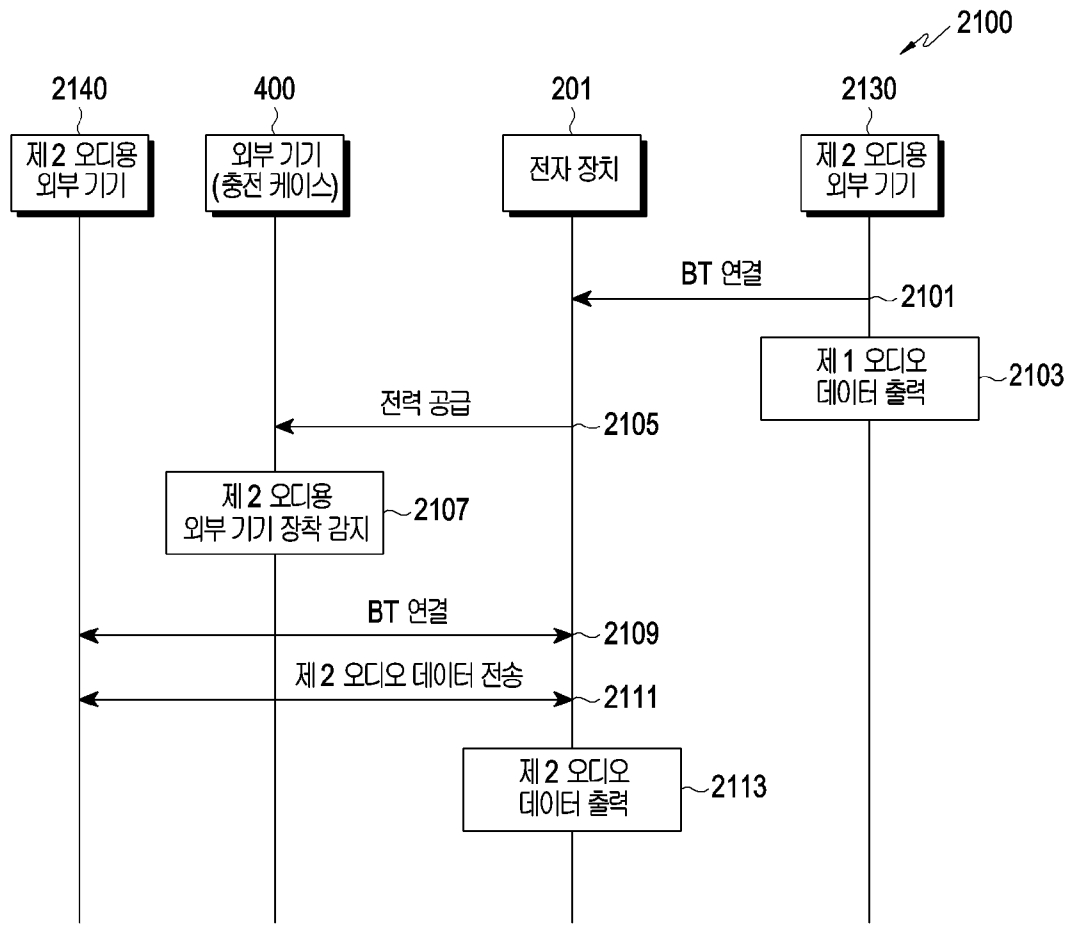 2100
2140
400
201
2130
제 2 오디용
외부 기기
외부 기기
(충전 케이스)
전자 장치
제 2 오디용
외부 기기
BT 연결
2101
제 1 오디오
데이터 출력
2103
전력 공급
2105
제 2 오디용
외부 기기 장착 감지
2107
BT 연결
2109
제 2 오디오 데이터 전송
2111
제 2 오디오
데이터 출력
2113